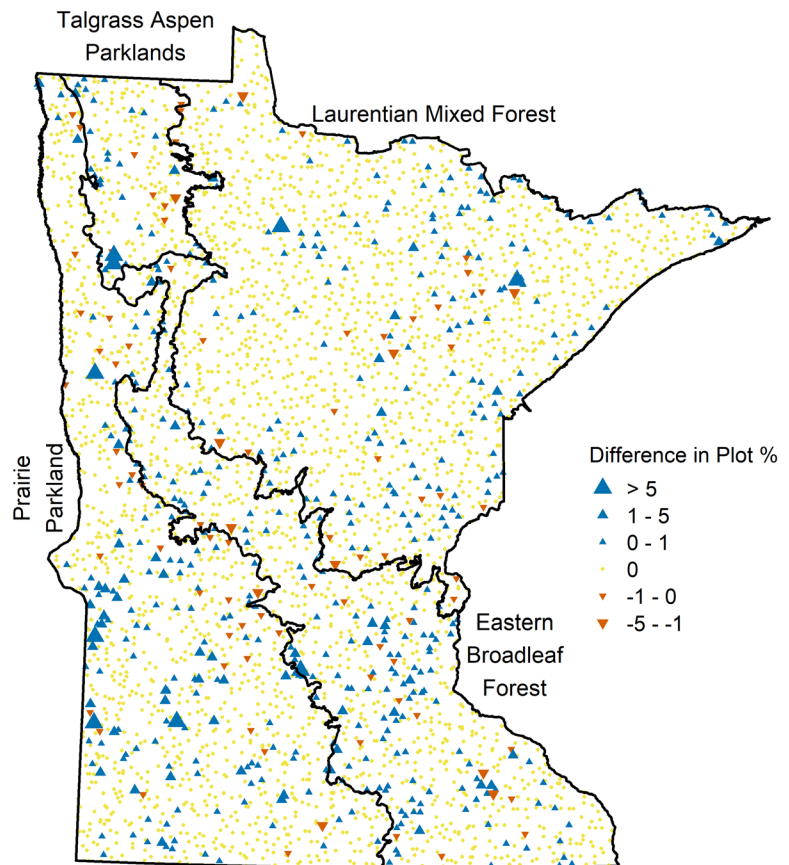 Talgrass Aspen
Parklands
Laurentian Mixed Forest
Prairie
Parkland
Difference in Plot %
> 5
1 - 5
0 - 1
0
-1 - 0
-5 - -1
Eastern
Broadleaf
Forest